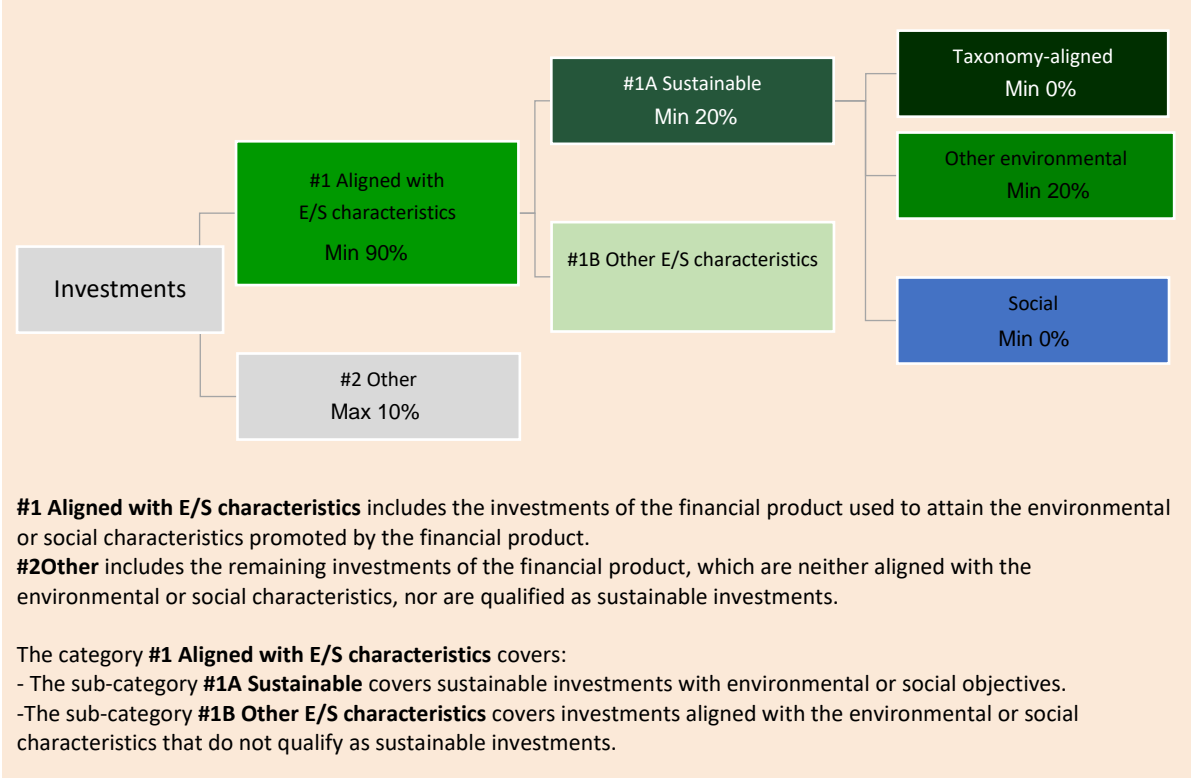 Investments
#1 Aligned with
E/S characteristics
Min 90%
#2 Other
Max 10%
#1A Sustainable
Min 20%
#1B Other E/S characteristics
Taxonomy-aligned
Min 0%
Other environmental
Min 20%
Social
Min 0%
#1 Aligned with E/S characteristics includes the investments of the financial product used to attain the environmental
or social characteristics promoted by the financial product.
#2Other includes the remaining investments of the financial product, which are neither aligned with the
environmental or social characteristics, nor are qualified as sustainable investments.
The category #1 Aligned with E/S characteristics covers:
- The sub-category #1A Sustainable covers sustainable investments with environmental or social objectives.
-The sub-category #1B Other E/S characteristics covers investments aligned with the environmental or social
characteristics that do not qualify as sustainable investments.